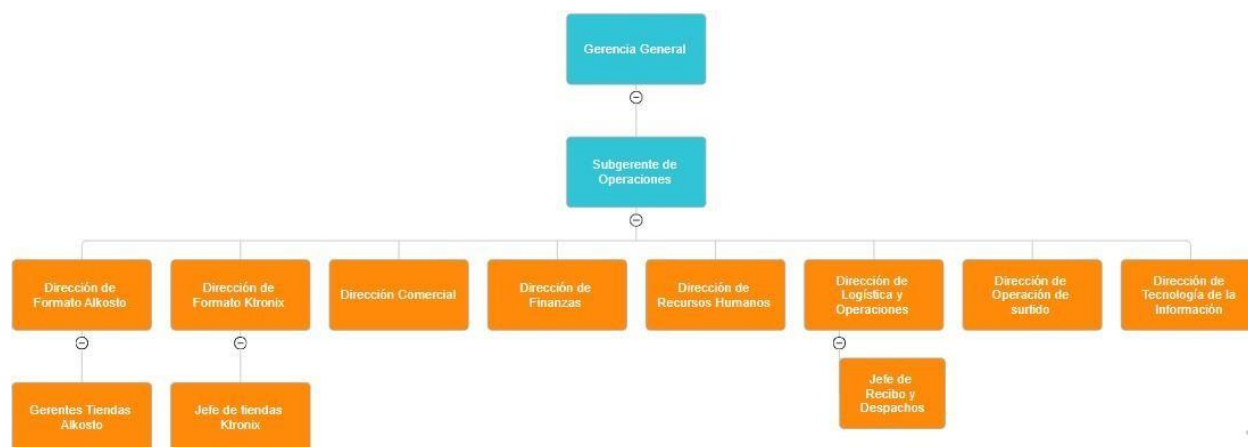 Gerencia General
Subgerente de
Operaciones
Dirección de
Formato Alkosto
Dirección de
Formato Ktronix
Dirección Comercial
Dirección de
Finanzas
Dirección de
Recursos Humanos
Dirección de
Logística y
Operaciones
Dirección de
Operación de
surtido
Dirección de
Tecnología de la
Información
Gerentes Tiendas
Alkosto
Jefe de tiendas
Ktronix
Jefe de
Recibo y
Despachos